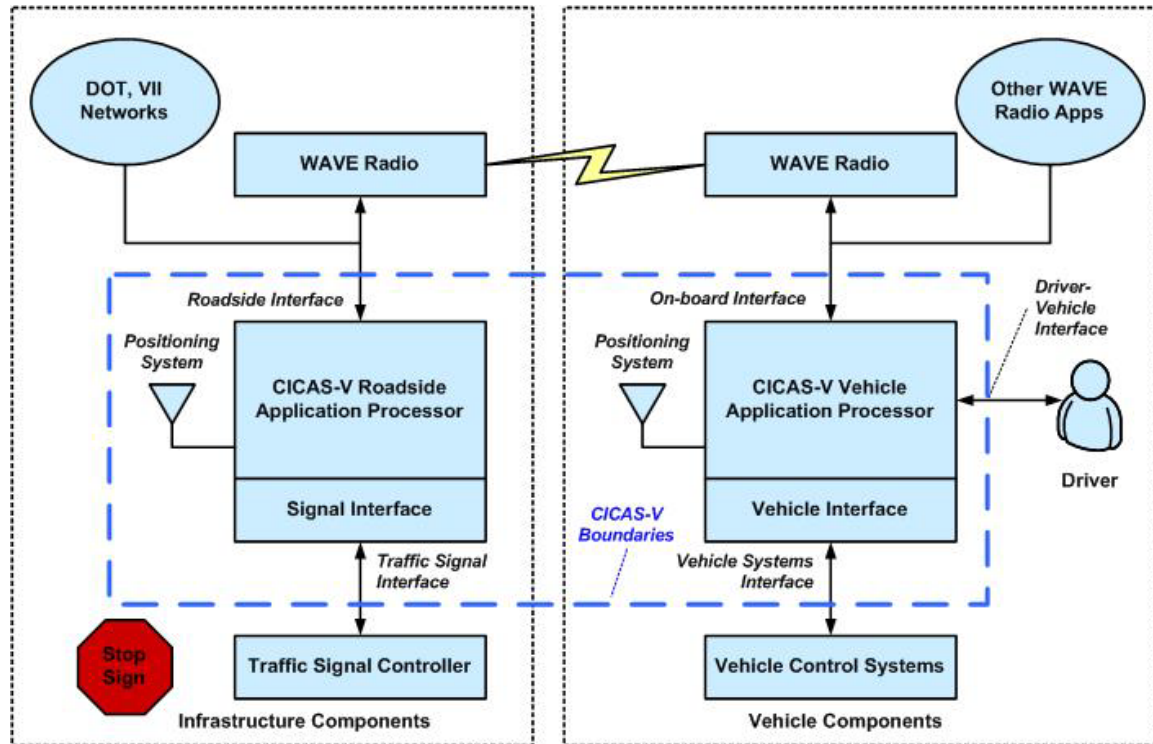 DOT, VII
Networks
WAVE Radio
WAVE Radio
Other WAVE
Radio Apps
Roadside Interface
On-board Interface
Driver-
Vehicle
Interface
Positioning
System
CICAS-V Roadside
Application Processor
Signal Interface
Positioning
System
CICAS-V Vehicle
Application Processor
Vehicle Interface
Driver
CICAS-V
Boundaries
Traffic Signal
Interface
Vehicle Systems
Interface
Stop
Sign
Traffic Signal Controller
Vehicle Control Systems
Infrastructure Components
Vehicle Components